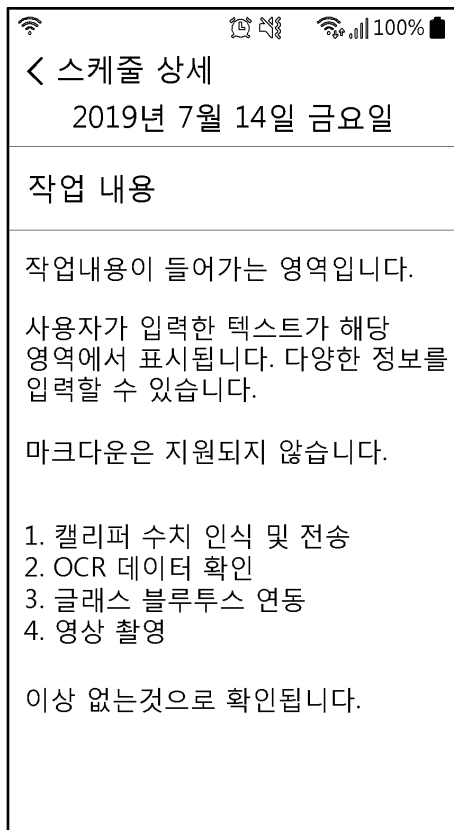 100%
< 스케줄 상세
2019년 7월 14일 금요일
작업 내용
작업내용이 들어가는 영역입니다.
사용자가 입력한 텍스트가 해당
영역에서 표시됩니다. 다양한 정보를
입력할 수 있습니다.
마크다운은 지원되지 않습니다.
1. 캘리퍼 수치 인식 및 전송
2. OCR 데이터 확인
3. 글래스 블루투스 연동
4. 영상 촬영
이상 없는것으로 확인됩니다.